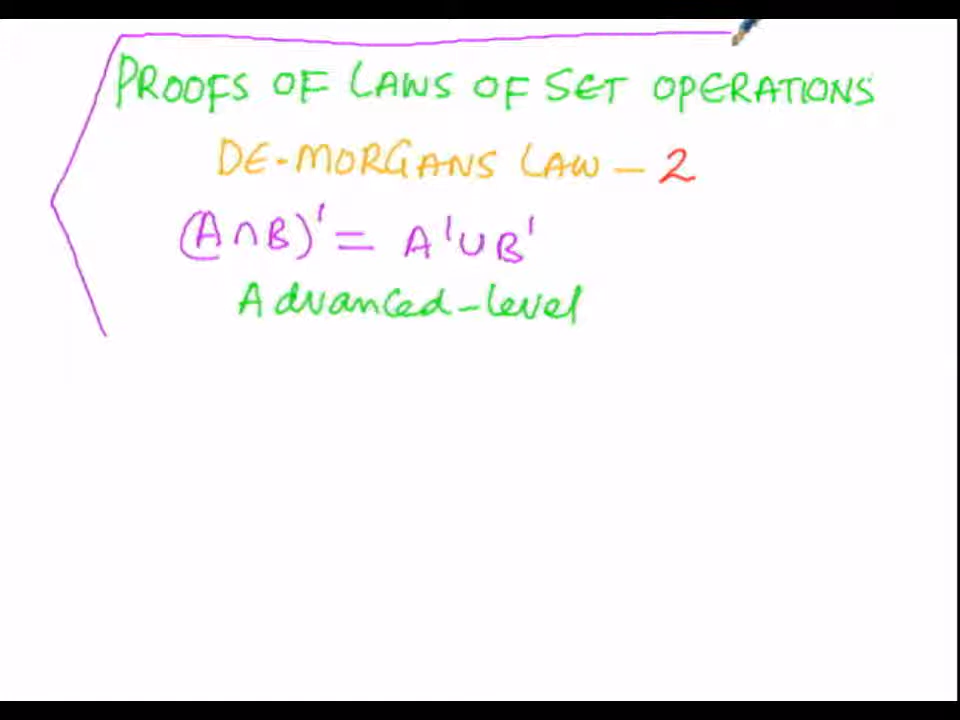 PROOFS OF LAWS OF SET OPERATIONS
DE-MORGANS LAW - 2
(A∩B)' = A'∪B'
Advanced-level